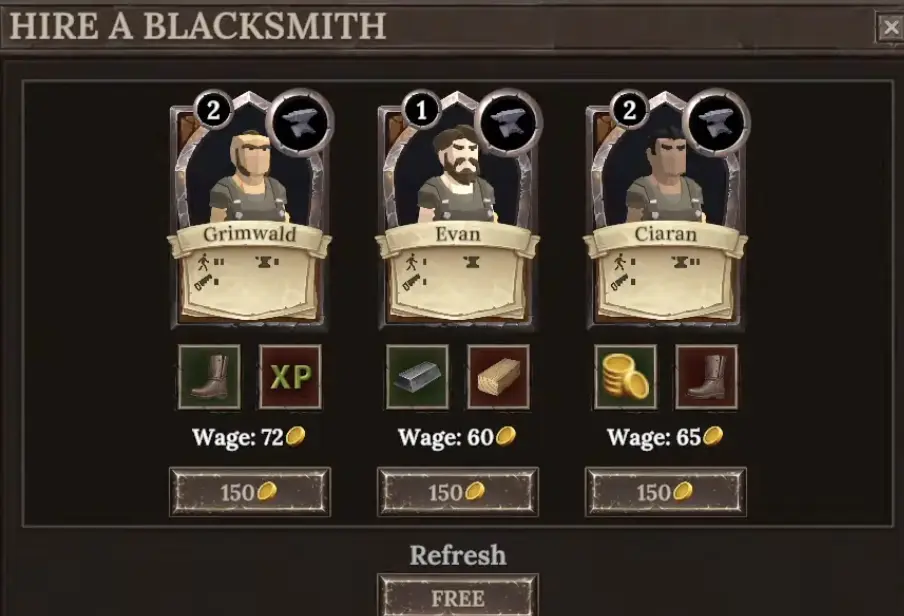 HIRE A BLACKSMITH
2 1 2
Grimwald Evan Ciaran
XP
Wage: 72 Wage: 60 Wage: 65
150 150 150
Refresh
FREE